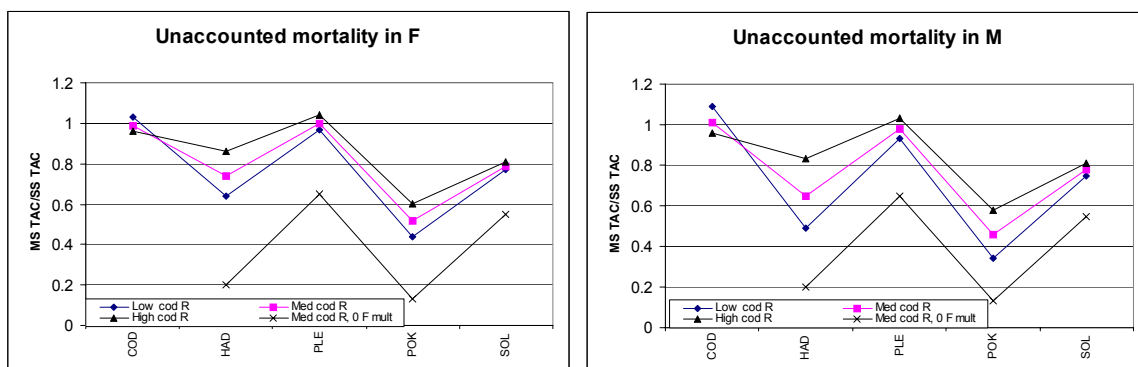 Unaccounted mortality in F
1.2
1
0.8
0.6
0.4
0.2
0
MS TAC/SS TAC
Low cod R
Med cod R
High cod R
Med cod R, 0 F mult
COD
HAD
PLE
POK
SOL
Unaccounted mortality in M
1.2
1
0.8
0.6
0.4
0.2
0
MS TAC/SS TAC
Low cod R
Med cod R
High cod R
Med cod R, 0 F mult
COD
HAD
PLE
POK
SOL